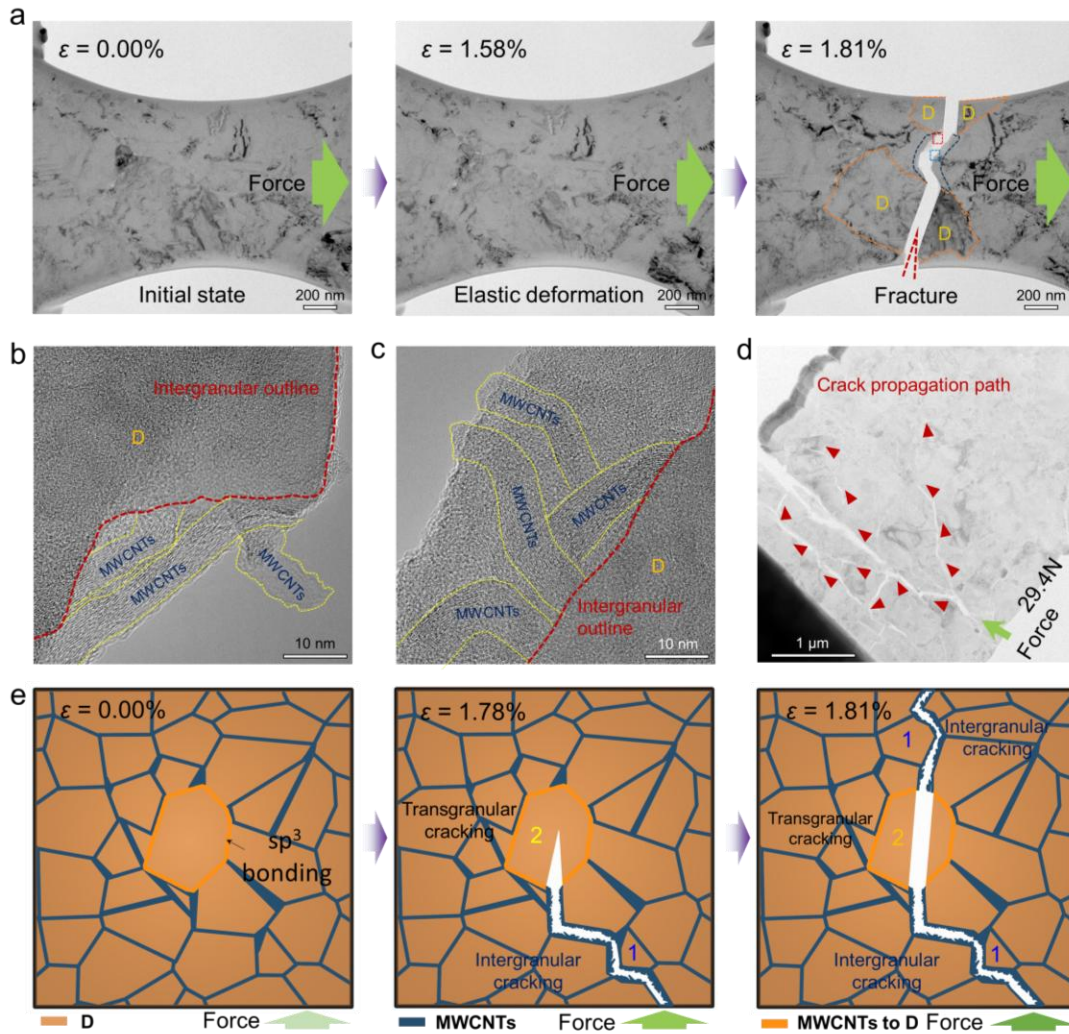 a
ε = 0.00%
Force
Initial state
200 nm
ε = 1.58%
Force
Elastic deformation
200 nm
ε = 1.81%
D
D
D
D
Force
Fracture
200 nm
b
Intergranular outline
D
MWCNTs
MWCNTs
MWCNTs
10 nm
c
MWCNTs
MWCNTs
MWCNTs
MWCNTs
D
Intergranular
outline
10 nm
d
Crack propagation path
29.4N
Force
1 μm
e
ε = 0.00%
sp3
bonding
ε = 1.78%
Transgranular
cracking
2
1
Intergranular
cracking
ε = 1.81%
1
Intergranular
cracking
Transgranular
cracking
2
1
Intergranular
cracking
D
Force
MWCNTs
Force
MWCNTs to D
Force